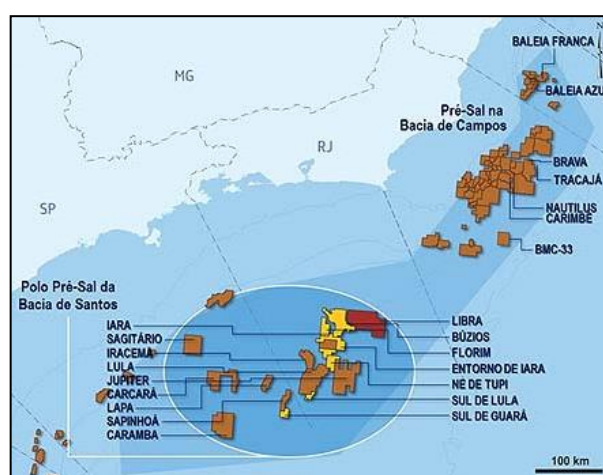 BALEIA FRANCA
BALEIA AZU
MG
Pré-Sal na
Bacia de Campos
RJ
BRAVA
TRACAJÁ
SP
NAUTILUS
CARIMBÉ
BMC-33
Polo Pré-Sal da
Bacia de Santos
IARA
SAGITÁRIO
IRACEMA
LULA
JUPITER
CARCARÁ
LAPA
SAPINHOÁ
CARAMBA
LIBRA
BÚZIOS
FLORIM
ENTORNO DE IARA
NE DE TUPI
SUL DE LULA
SUL DE GUARÁ
100 km